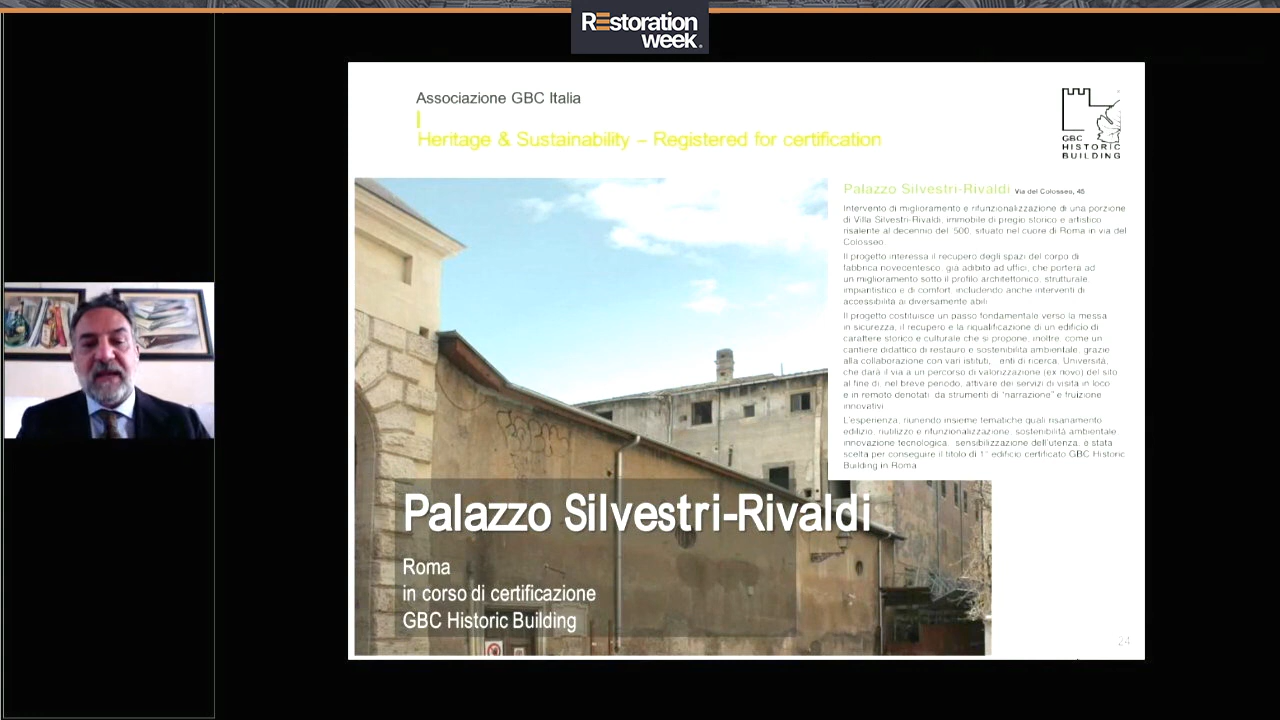 REstoration
week.
Associazione GBC Italia
Heritage & Sustainability – Registered for certification
GBC
HISTORIC
BUILDING
Palazzo Silvestri-Rivaldi Via del Colosseo, 45
Intervento di miglioramento e rifunzionalizzazione di una porzione
di Villa Silvestri-Rivaldi, immobile di pregio storico e artistico
risalente al decennio del '500, situato nel cuore di Roma in via del
Colosseo.
Il progetto interessa il recupero degli spazi del corpo di
fabbrica novecentesco, già adibito ad uffici, che porterà ad
un miglioramento sotto il profilo architettonico, strutturale,
impiantistico e di comfort, includendo anche interventi di
accessibilità ai diversamente abili
Il progetto costituisce un passo fondamentale verso la messa
in sicurezza, il recupero e la riqualificazione di un edificio di
carattere storico e culturale che si propone, inoltre, come un
cantiere didattico di restauro e sostenibilità ambientale, grazie
alla collaborazione con vari istituti, enti di ricerca, Università,
che darà il via a un percorso di valorizzazione (ex novo) del sito
al fine di, nel breve periodo, attivare dei servizi di visita in loco
e in remoto denotati da strumenti di "narrazione" e fruizione
innovativi
L'esperienza, riunendo insieme tematiche quali risanamento
edilizio, riutilizzo e rifunzionalizzazione, sostenibilità ambientale,
innovazione tecnologica, sensibilizzazione dell'utenza, è stata
scelta per conseguire il titolo di 1° edificio certificato GBC Historic
Building in Roma
Palazzo Silvestri-Rivaldi
Roma
in corso di certificazione
GBC Historic Building
24